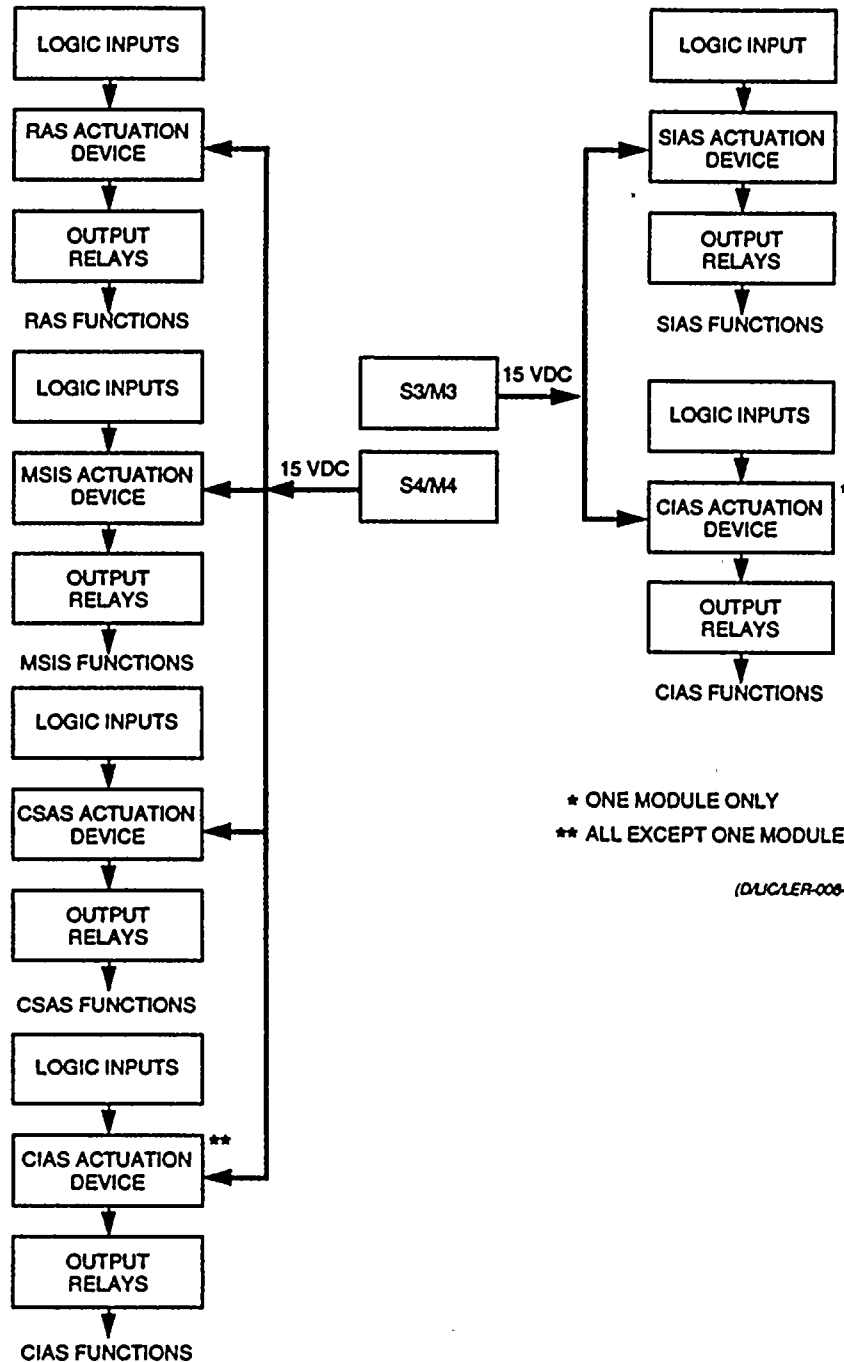 LOGIC INPUTS
RAS ACTUATION
DEVICE
OUTPUT
RELAYS
RAS FUNCTIONS
LOGIC INPUTS
MSIS ACTUATION
DEVICE
OUTPUT
RELAYS
MSIS FUNCTIONS
LOGIC INPUTS
CSAS ACTUATION
DEVICE
OUTPUT
RELAYS
CSAS FUNCTIONS
LOGIC INPUTS
CIAS ACTUATION
DEVICE
**
OUTPUT
RELAYS
CIAS FUNCTIONS
S3/M3
15 VDC
15 VDC
S4/M4
LOGIC INPUT
SIAS ACTUATION
DEVICE
OUTPUT
RELAYS
SIAS FUNCTIONS
LOGIC INPUTS
CIAS ACTUATION
DEVICE
*
OUTPUT
RELAYS
CIAS FUNCTIONS
* ONE MODULE ONLY
** ALL EXCEPT ONE MODULE
(D/LIC/LER-006-